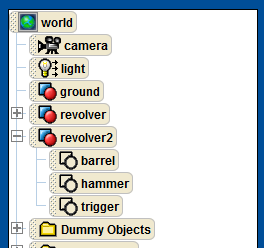 world
camera
light
ground
revolver
revolver2
barrel
hammer
trigger
Dummy Objects